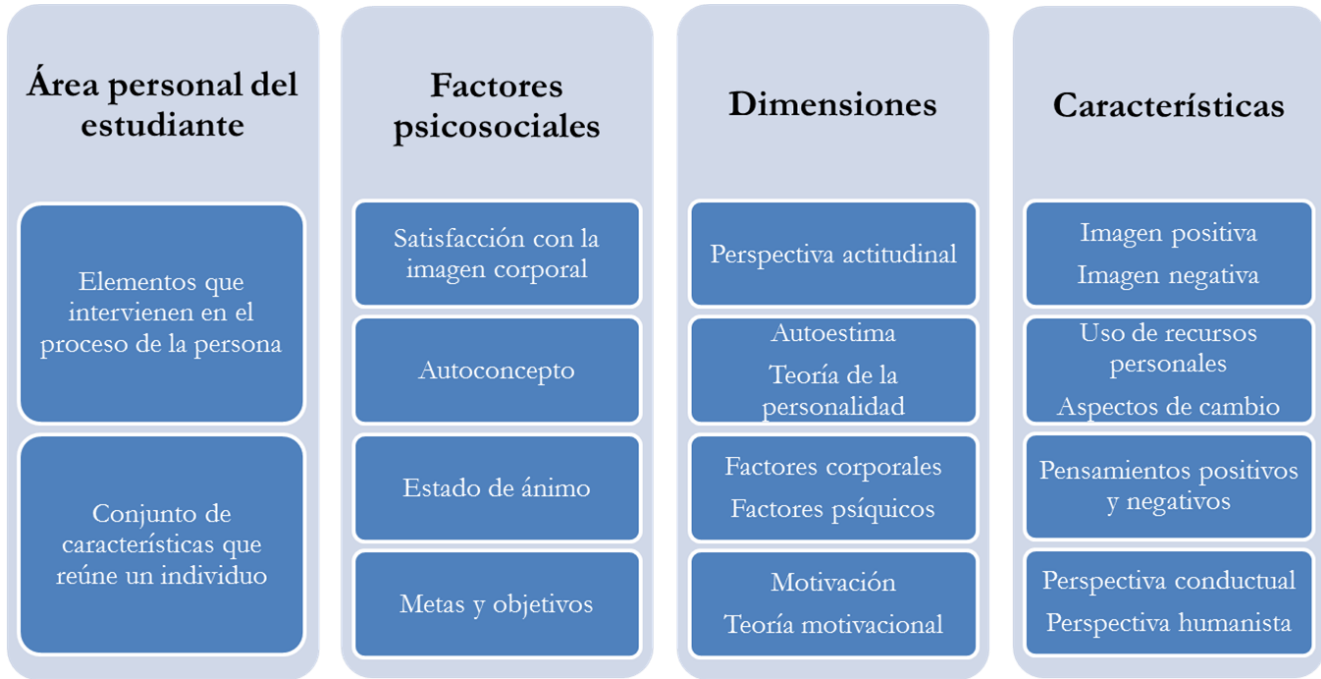 Área personal del
estudiante
Elementos que
intervienen en el
proceso de la persona
Conjunto de
características que
reúne un individuo
Factores
psicosociales
Satisfacción con la
imagen corporal
Autoconcepto
Estado de ánimo
Metas y objetivos
Dimensiones
Perspectiva actitudinal
Autoestima
Teoría de la
personalidad
Factores corporales
Factores psíquicos
Motivación
Teoría motivacional
Características
Imagen positiva
Imagen negativa
Uso de recursos
personales
Aspectos de cambio
Pensamientos positivos
y negativos
Perspectiva conductual
Perspectiva humanista